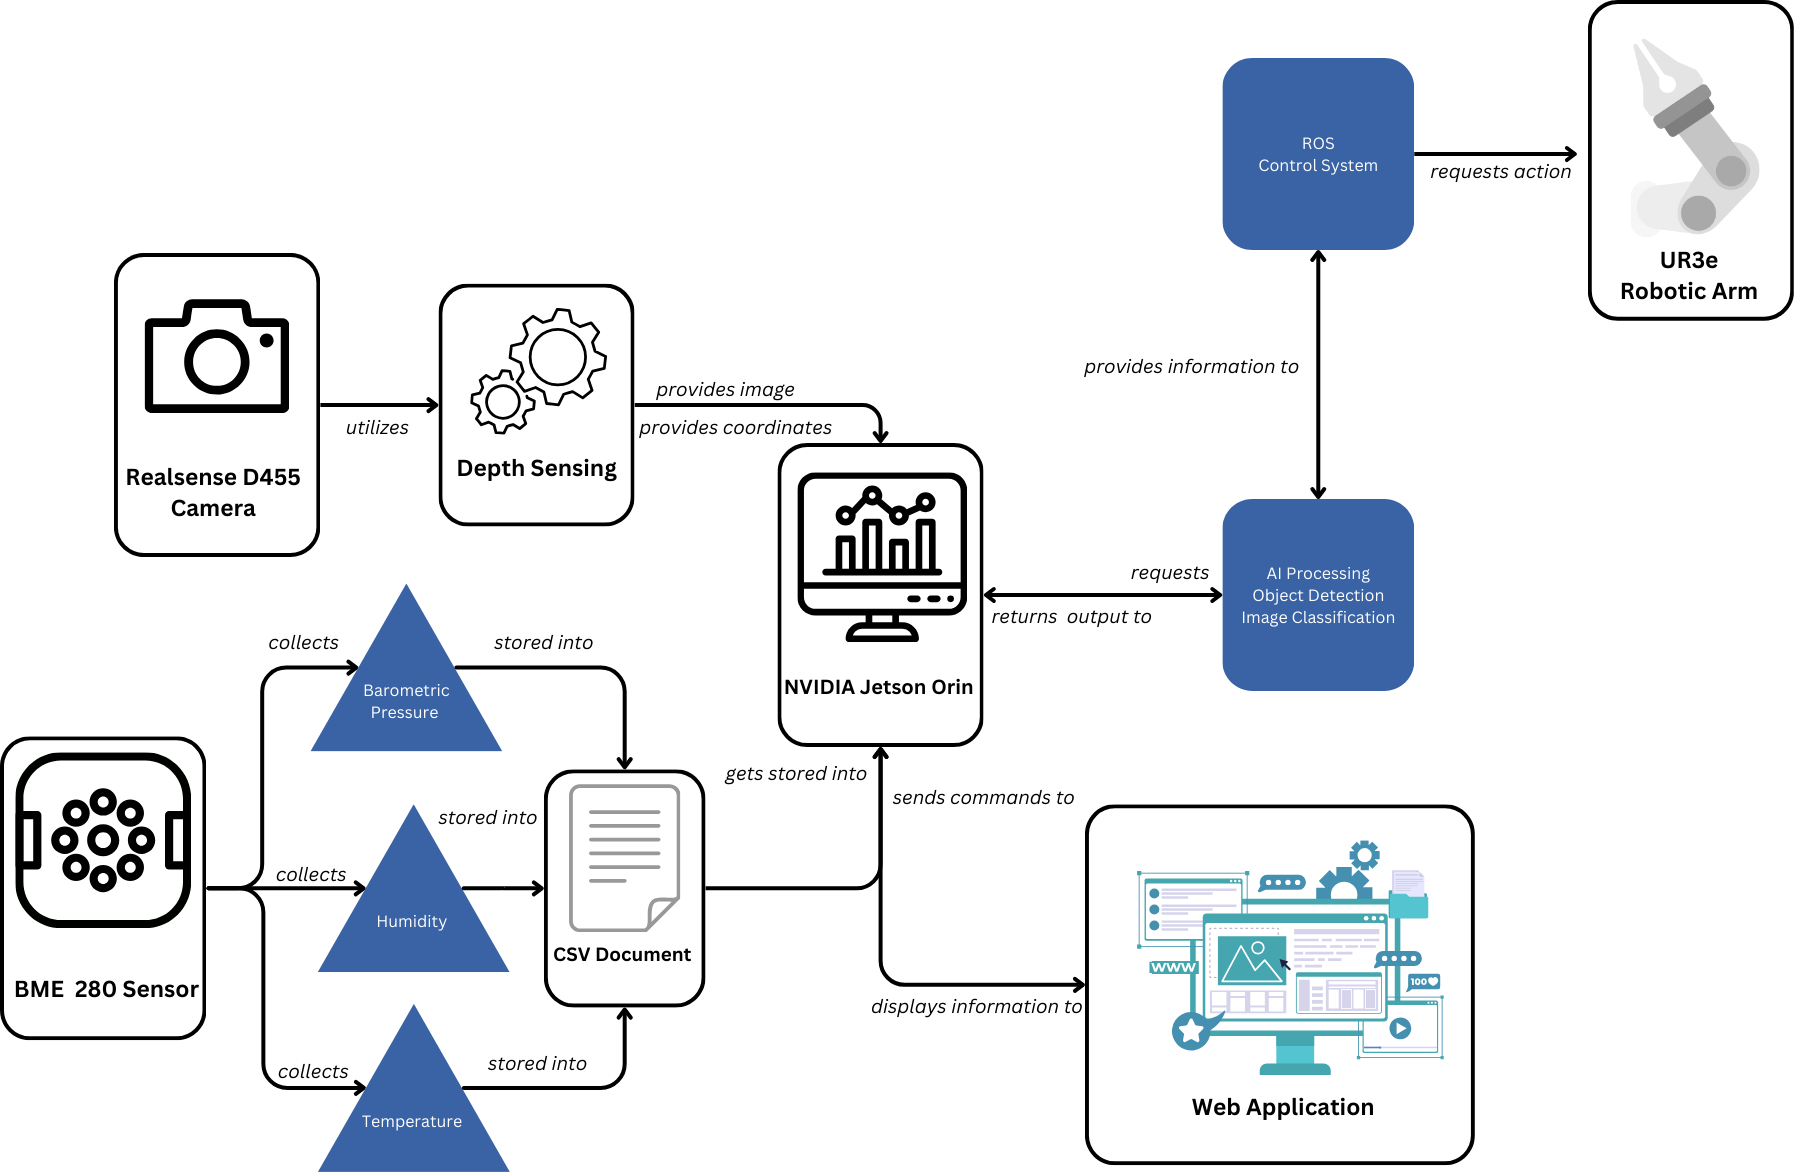 ROS
Control System
requests action
UR3e
Robotic Arm
provides information to
Realsense D455
Camera
utilizes
Depth Sensing
provides image
provides coordinates
NVIDIA Jetson Orin
requests
returns  output to
AI Processing
Object Detection
Image Classification
collects
Barometric
Pressure
stored into
BME  280 Sensor
collects
Humidity
stored into
CSV Document
collects
Temperature
stored into
gets stored into
sends commands to
displays information to
WWW
100
Web Application